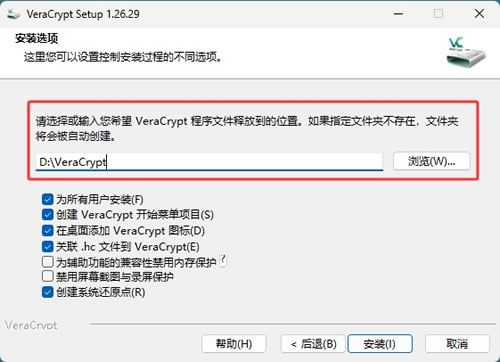 VeraCrypt Setup 1.26.29
安装选项
这里您可以设置控制安装过程的不同选项。
VC
请选择或输入您希望 VeraCrypt 程序文件释放到的位置。如果指定文件夹不存在，文件夹
将会被自动创建。
D:\VeraCrypt
浏览(W)...
为所有用户安装(F)
创建 VeraCrypt 开始菜单项目(S)
在桌面添加 VeraCrypt 图标(D)
关联 .hc 文件到 VeraCrypt(E)
为辅助功能的兼容性禁用内存保护 ?
禁用屏幕截图与录屏保护
创建系统还原点(R)
VeraCrypt
帮助(H)
< 后退(B)
安装(I)
取消